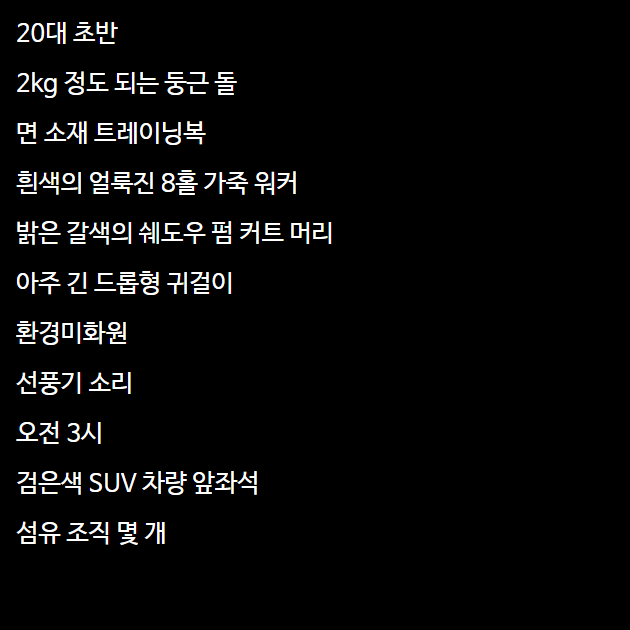 20대 초반
2kg 정도 되는 둥근 돌
면 소재 트레이닝복
흰색의 얼룩진 8홀 가죽 워커
밝은 갈색의 쉐도우 펌 커트 머리
아주 긴 드롭형 귀걸이
환경미화원
선풍기 소리
오전 3시
검은색 SUV 차량 앞좌석
섬유 조직 몇 개